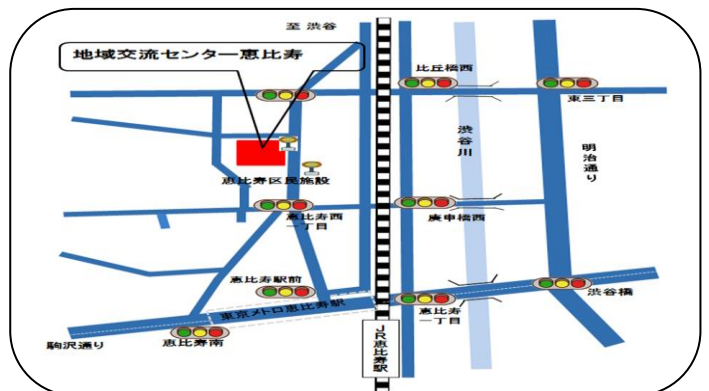 至 渋谷
地域交流センター恵比寿
比丘橋西
東三丁目
渋谷川
明治通り
恵比寿区民施設
恵比寿西
一丁目
庚申橋西
恵比寿駅前
東京メトロ恵比寿駅
渋谷橋
恵比寿
一丁目
駒沢通り
恵比寿南
JR恵比寿駅